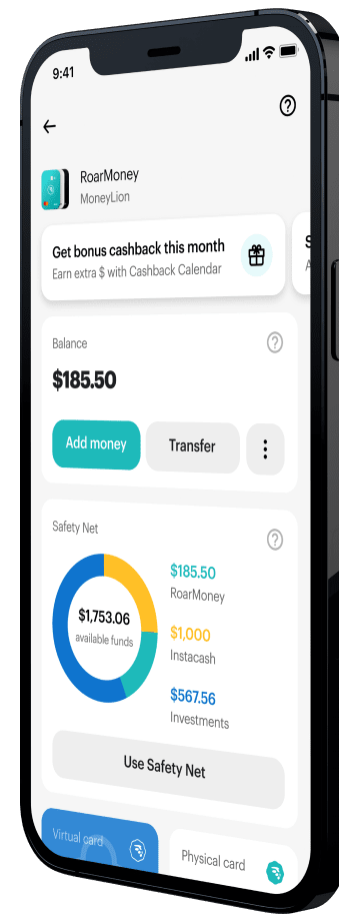 9:41
RoarMoney
MoneyLion
Get bonus cashback this month
Earn extra $ with Cashback Calendar
S
A
Balance
$185.50
Add money
Transfer
Safety Net
$1,753.06
available funds
$185.50
RoarMoney
$1,000
Instacash
$567.56
Investments
Use Safety Net
Virtual card
Physical card